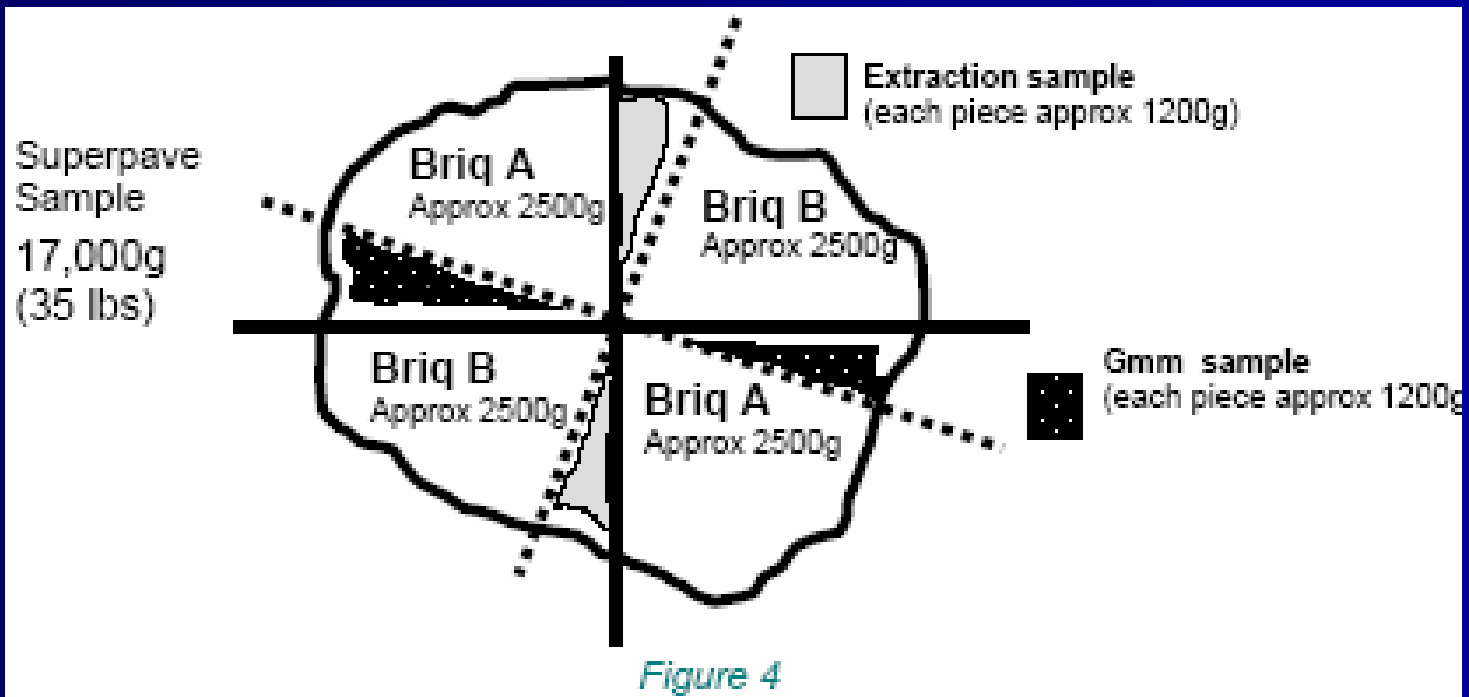 Superpave
Sample
17,000g
(35 lbs)
Briq A
Approx 2500g
Briq B
Approx 2500g
Briq B
Approx 2500g
Briq A
Approx 2500g
Extraction sample
(each piece approx 1200g)
Gmm sample
(each piece approx 1200g
Figure 4